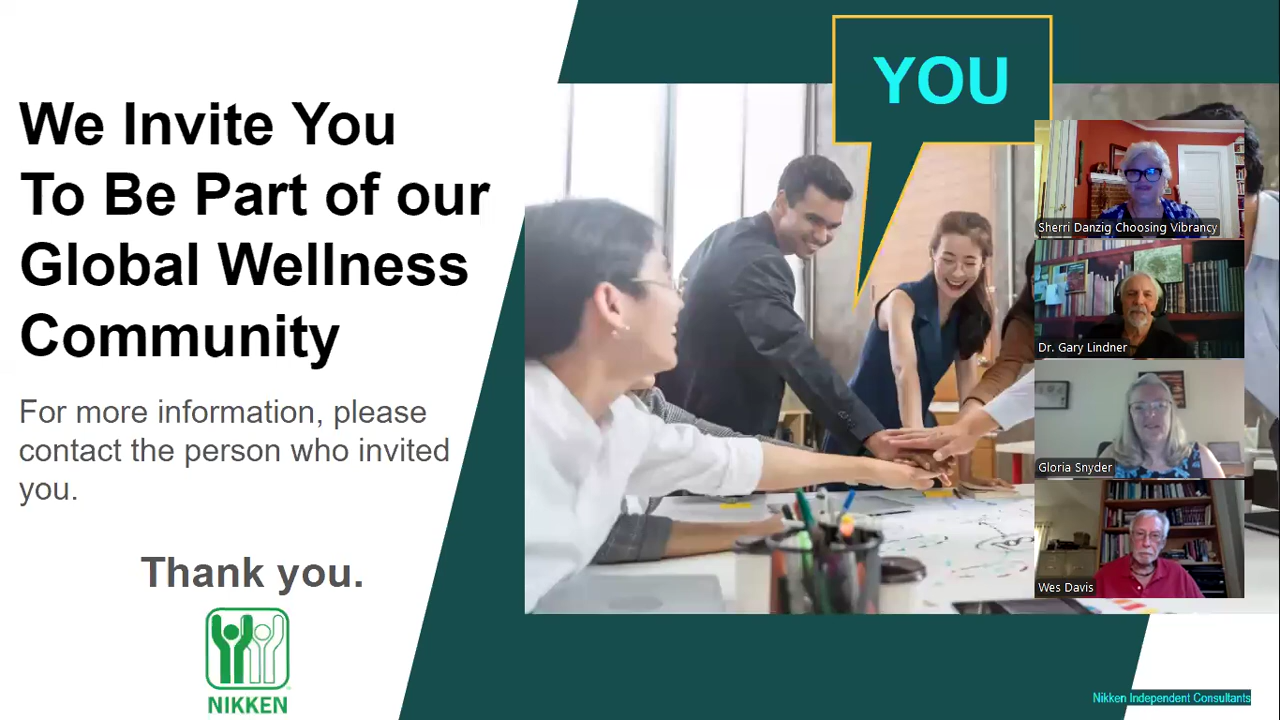 We Invite You
To Be Part of our
Global Wellness
Community
For more information, please
contact the person who invited
you.
Thank you.
NIKKEN
YOU
Sherri Danzig Choosing Vibrancy
Dr. Gary Lindner
Gloria Snyder
Wes Davis
Nikken Independent Consultants